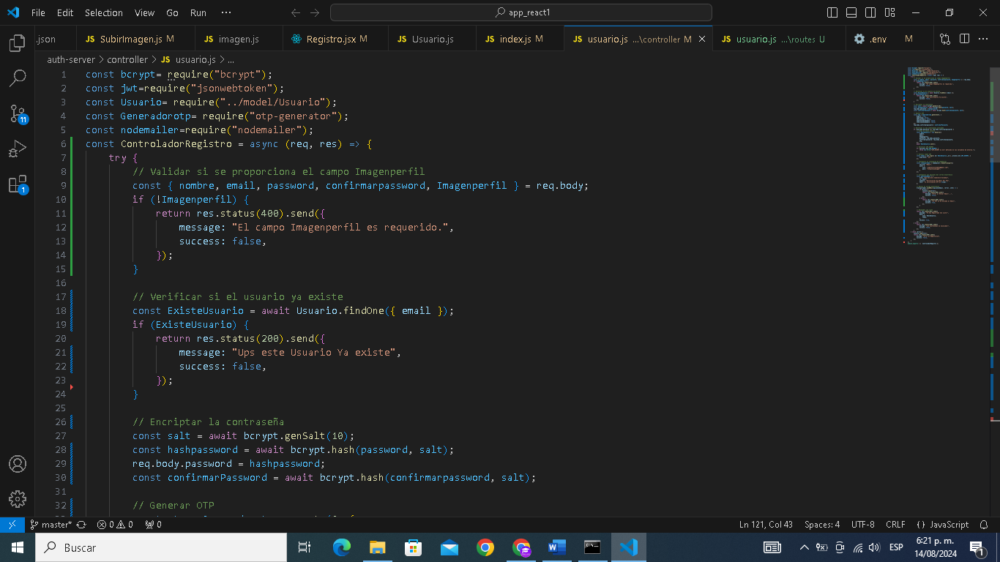 File Edit Selection View Go Run ··· app_react1
.json JS SubirImagen.js M JS imagen.js Registro.jsx M JS Usuario.js JS index.js M JS usuario.js ...\controller M JS usuario.js ...\routes U .env M
auth-server > controller > JS usuario.js > ...
1 const bcrypt= require("bcrypt");
2 const jwt=require("jsonwebtoken");
3 const Usuario= require("../model/Usuario");
4 const Generadorotp= require("otp-generator");
5 const nodemailer=require("nodemailer");
6 const ControladorRegistro = async (req, res) => {
7 try {
8 // Validar si se proporciona el campo Imagenperfil
9 const { nombre, email, password, confirmarpassword, Imagenperfil } = req.body;
10 if (!Imagenperfil) {
11 return res.status(400).send({
12 message: "El campo Imagenperfil es requerido.",
13 success: false,
14 });
15 }
16
17 // Verificar si el usuario ya existe
18 const ExisteUsuario = await Usuario.findOne({ email });
19 if (ExisteUsuario) {
20 return res.status(200).send({
21 message: "Ups este Usuario Ya existe",
22 success: false,
23 });
24 }
25
26 // Encriptar la contraseña
27 const salt = await bcrypt.genSalt(10);
28 const hashpassword = await bcrypt.hash(password, salt);
29 req.body.password = hashpassword;
30 const confirmarPassword = await bcrypt.hash(confirmarpassword, salt);
31
32 // Generar OTP
11
1
master* 0 0 0 Ln 121, Col 43 Spaces: 4 UTF-8 CRLF {} JavaScript
Buscar ESP 6:21 p. m.
14/08/2024 1